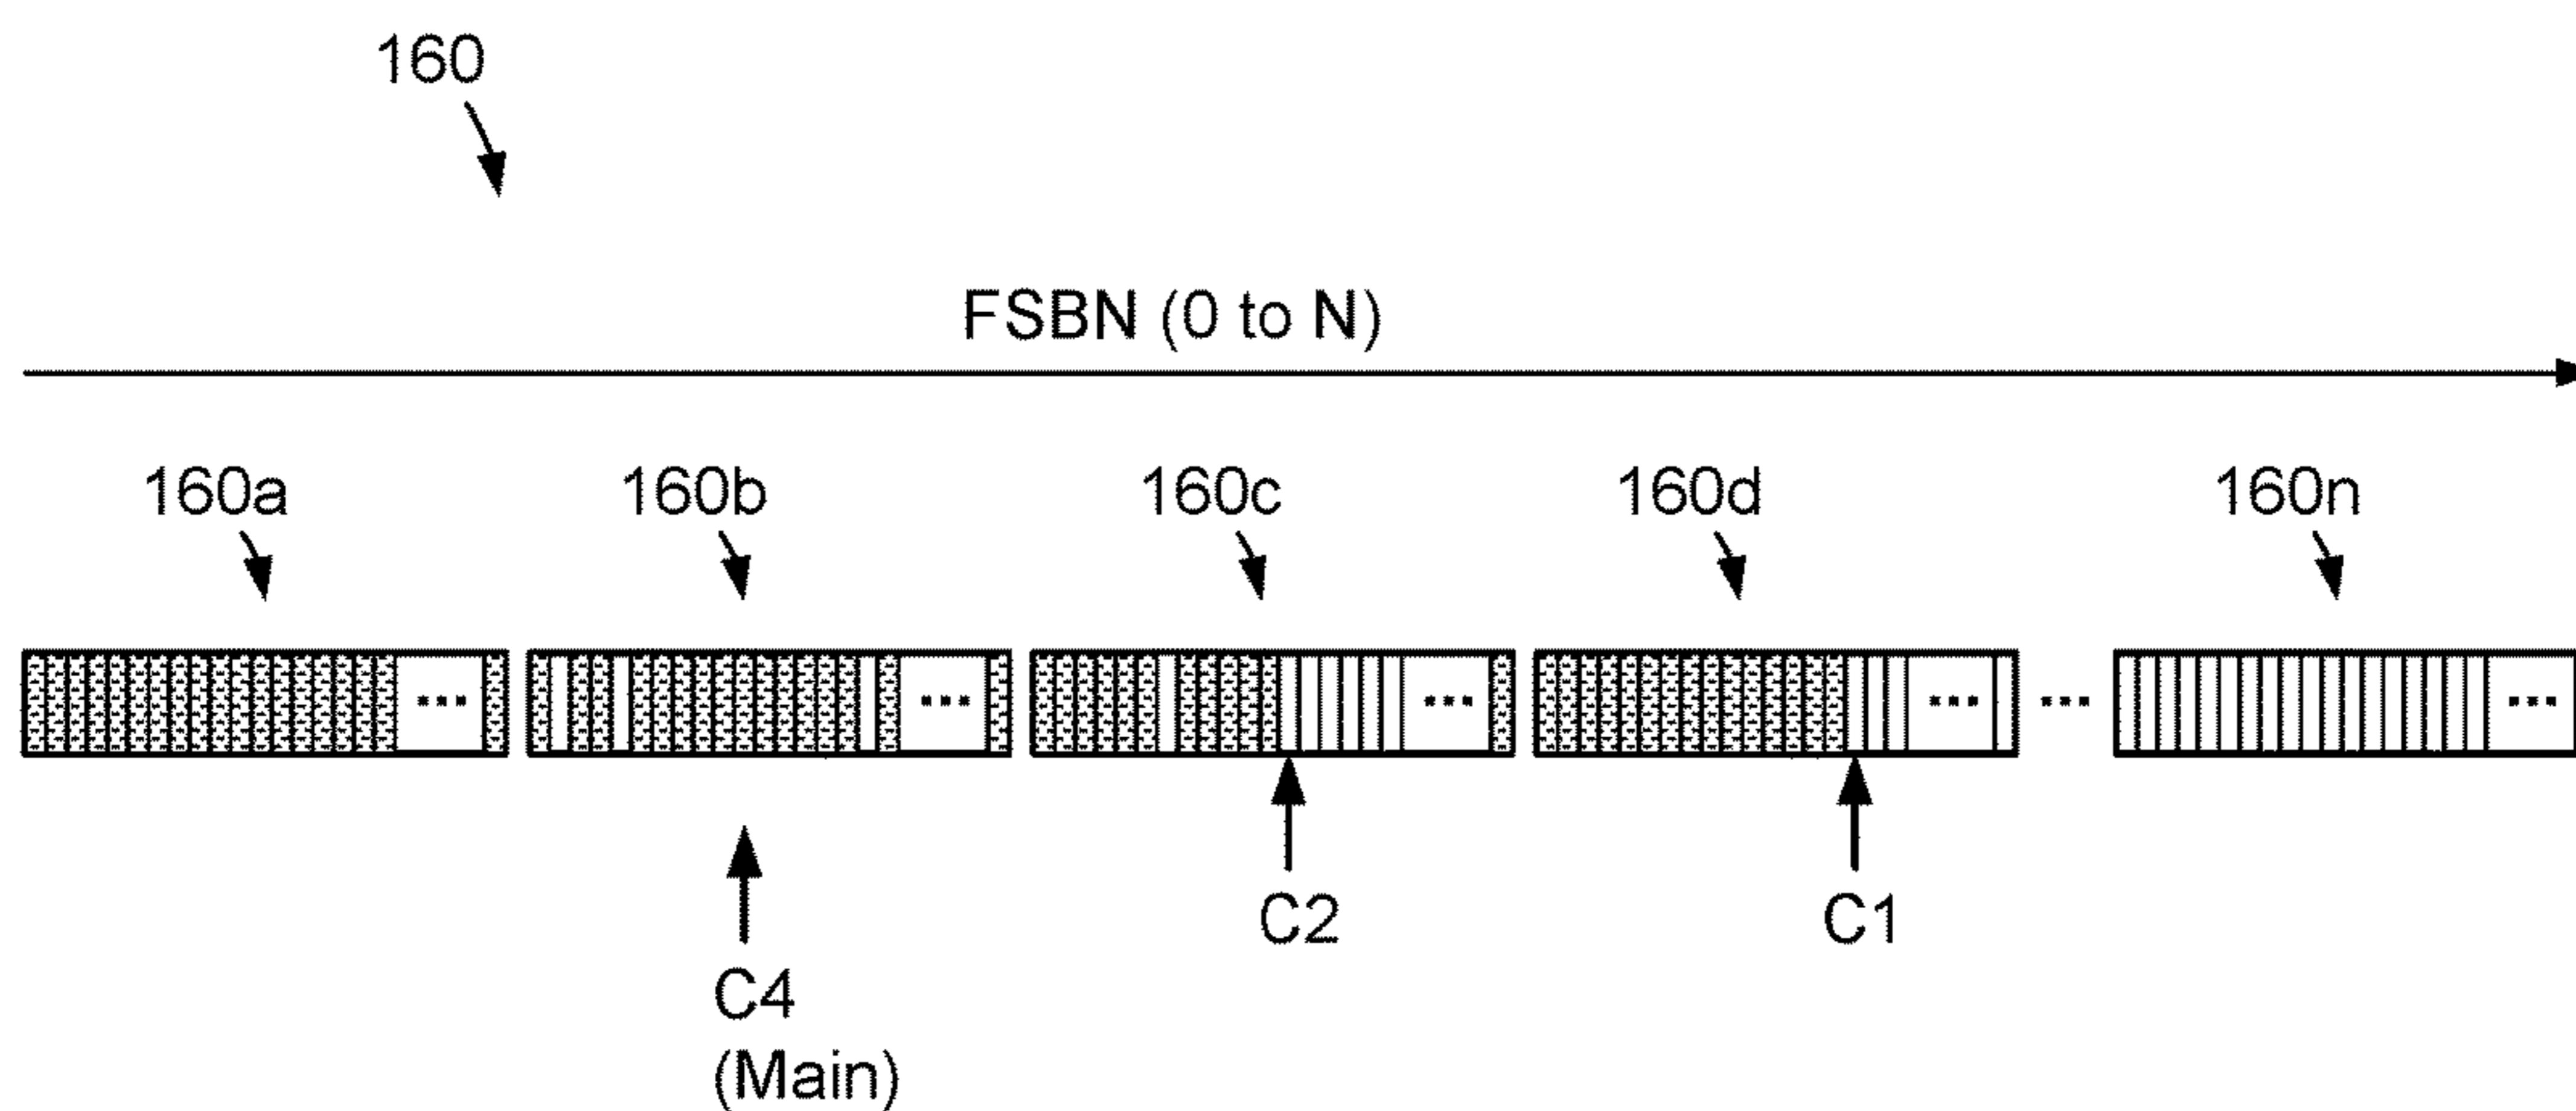 160
FSBN (0 to N)
160a 160b 160c 160d 160n
... ... ... ... ... ...
C2 C1
C4
(Main)